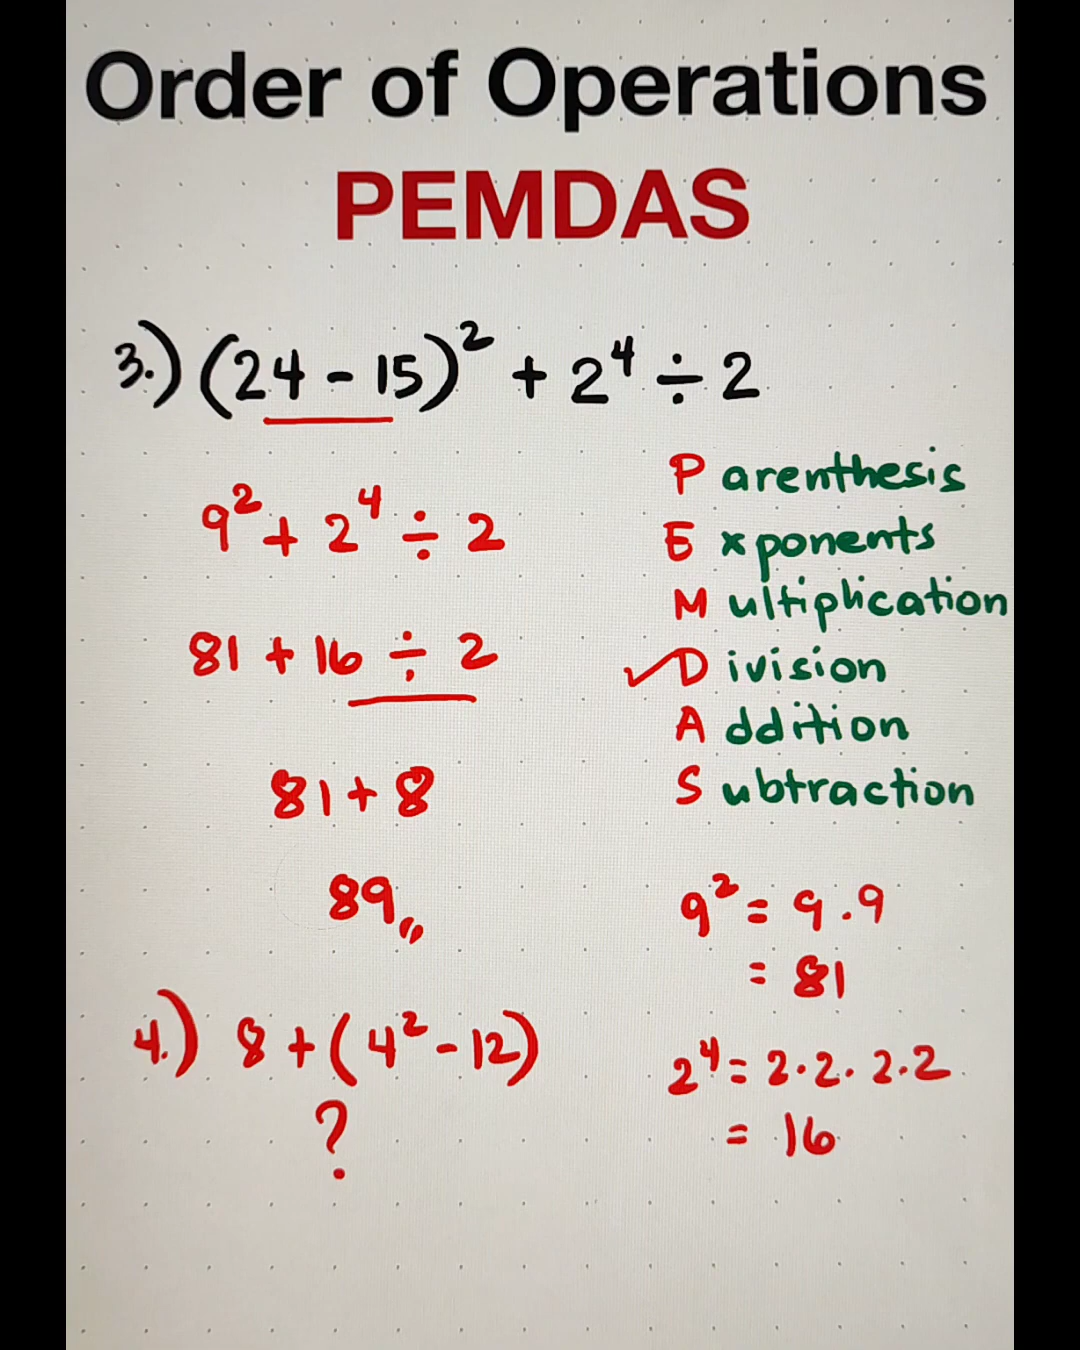 Order of Operations
PEMDAS
3.) (24 - 15)² + 2⁴ ÷ 2
9² + 2⁴ ÷ 2
81 + 16 ÷ 2
81 + 8
89
Parenthesis
Exponents
Multiplication
Division
Addition
Subtraction
9² = 9 . 9
= 81
2⁴ = 2 · 2 · 2 · 2
= 16
4.) 8 + (4² - 12)
?